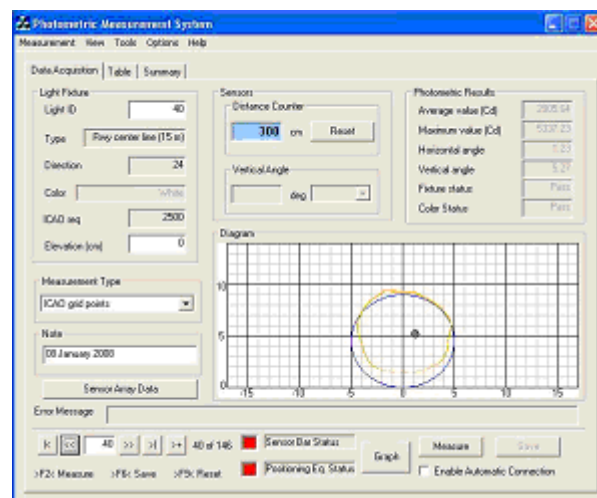 Photometric Measurement System
Measurement View Tools Options Help
Data Acquisition Table Summary
Light Fixture
Light ID 40
Type Rwy center line (15 m)
Direction 24
Color White
ICAO req 2500
Elevation (cm) 0
Measurement Type
ICAO grid points
Note
08 January 2008
Sensor Array Data
Sensors
Distance Counter
300 cm Reset
Vertical Angle
deg
Photometric Results
Average value (Cd)
Maximum value (Cd) 5337.23
Horizontal angle 1.23
Vertical angle 5.27
Fixture status Pass
Color Status Pass
Diagram
10
5
0
-15 -10 -5 0 5 10 15
Error Message
|< << 40 >> >| >+ 40 of 146
Sensor Bar Status
Positioning Eq. Status
Graph
Measure
Save
Enable Automatic Connection
>F2< Measure >F6< Save >F9< Reset